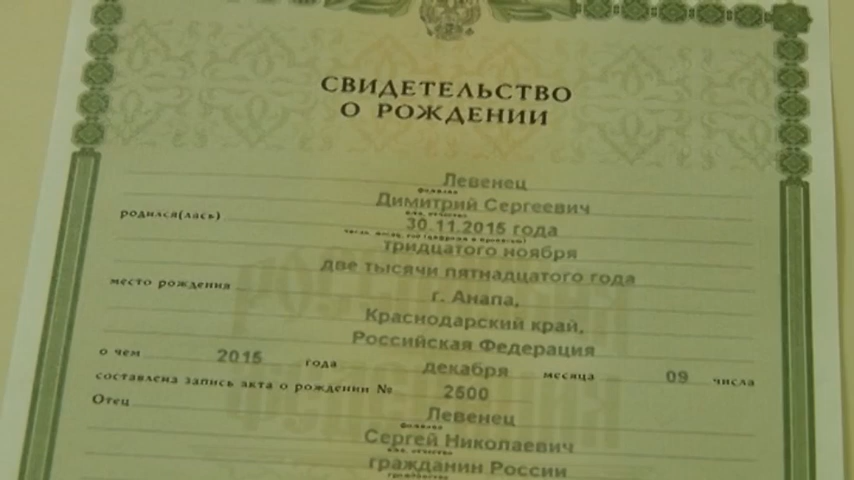 СВИДЕТЕЛЬСТВО
О РОЖДЕНИИ
Левенец
фамилия
Димитрий Сергеевич
имя, отчество
родился(лась) 30.11.2015 года
число, месяц, год (цифрами и прописью)
тридцатого ноября
две тысячи пятнадцатого года
место рождения г. Анапа,
Краснодарский край,
Российская Федерация
о чем 2015 года декабря месяца 09 числа
составлена запись акта о рождении № 2500
Отец Левенец
фамилия
Сергей Николаевич
имя, отчество
гражданин России
гражданство